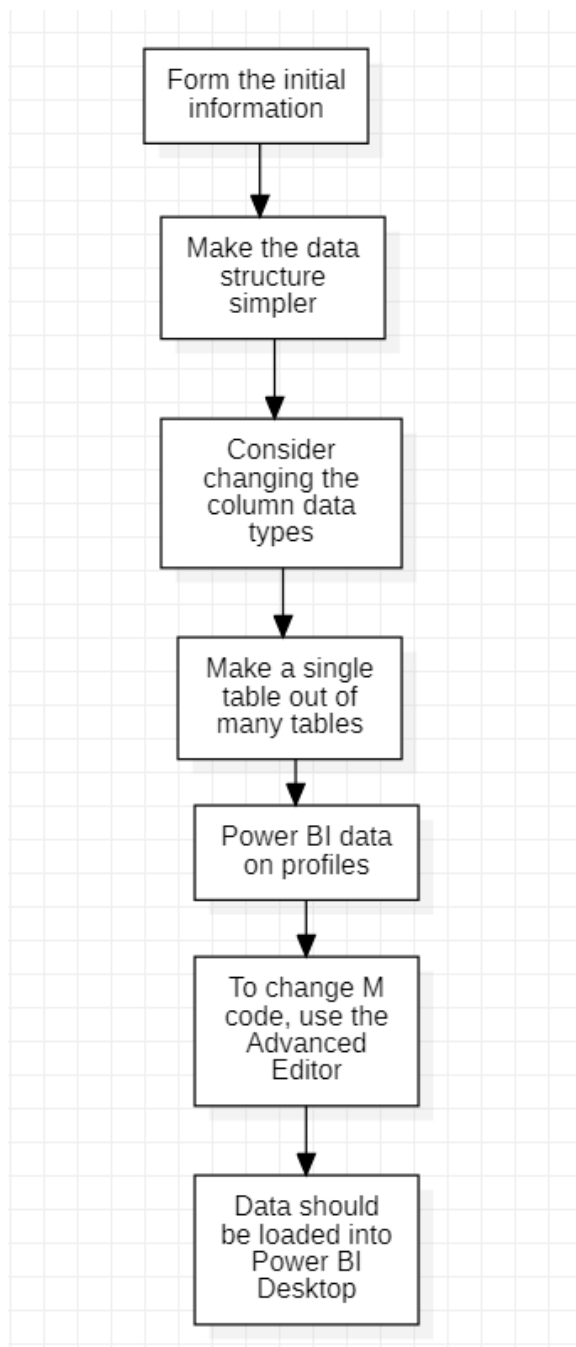 Form the initial
information
Make the data
structure
simpler
Consider
changing the
column data
types
Make a single
table out of
many tables
Power BI data
on profiles
To change M
code, use the
Advanced
Editor
Data should
be loaded into
Power BI
Desktop